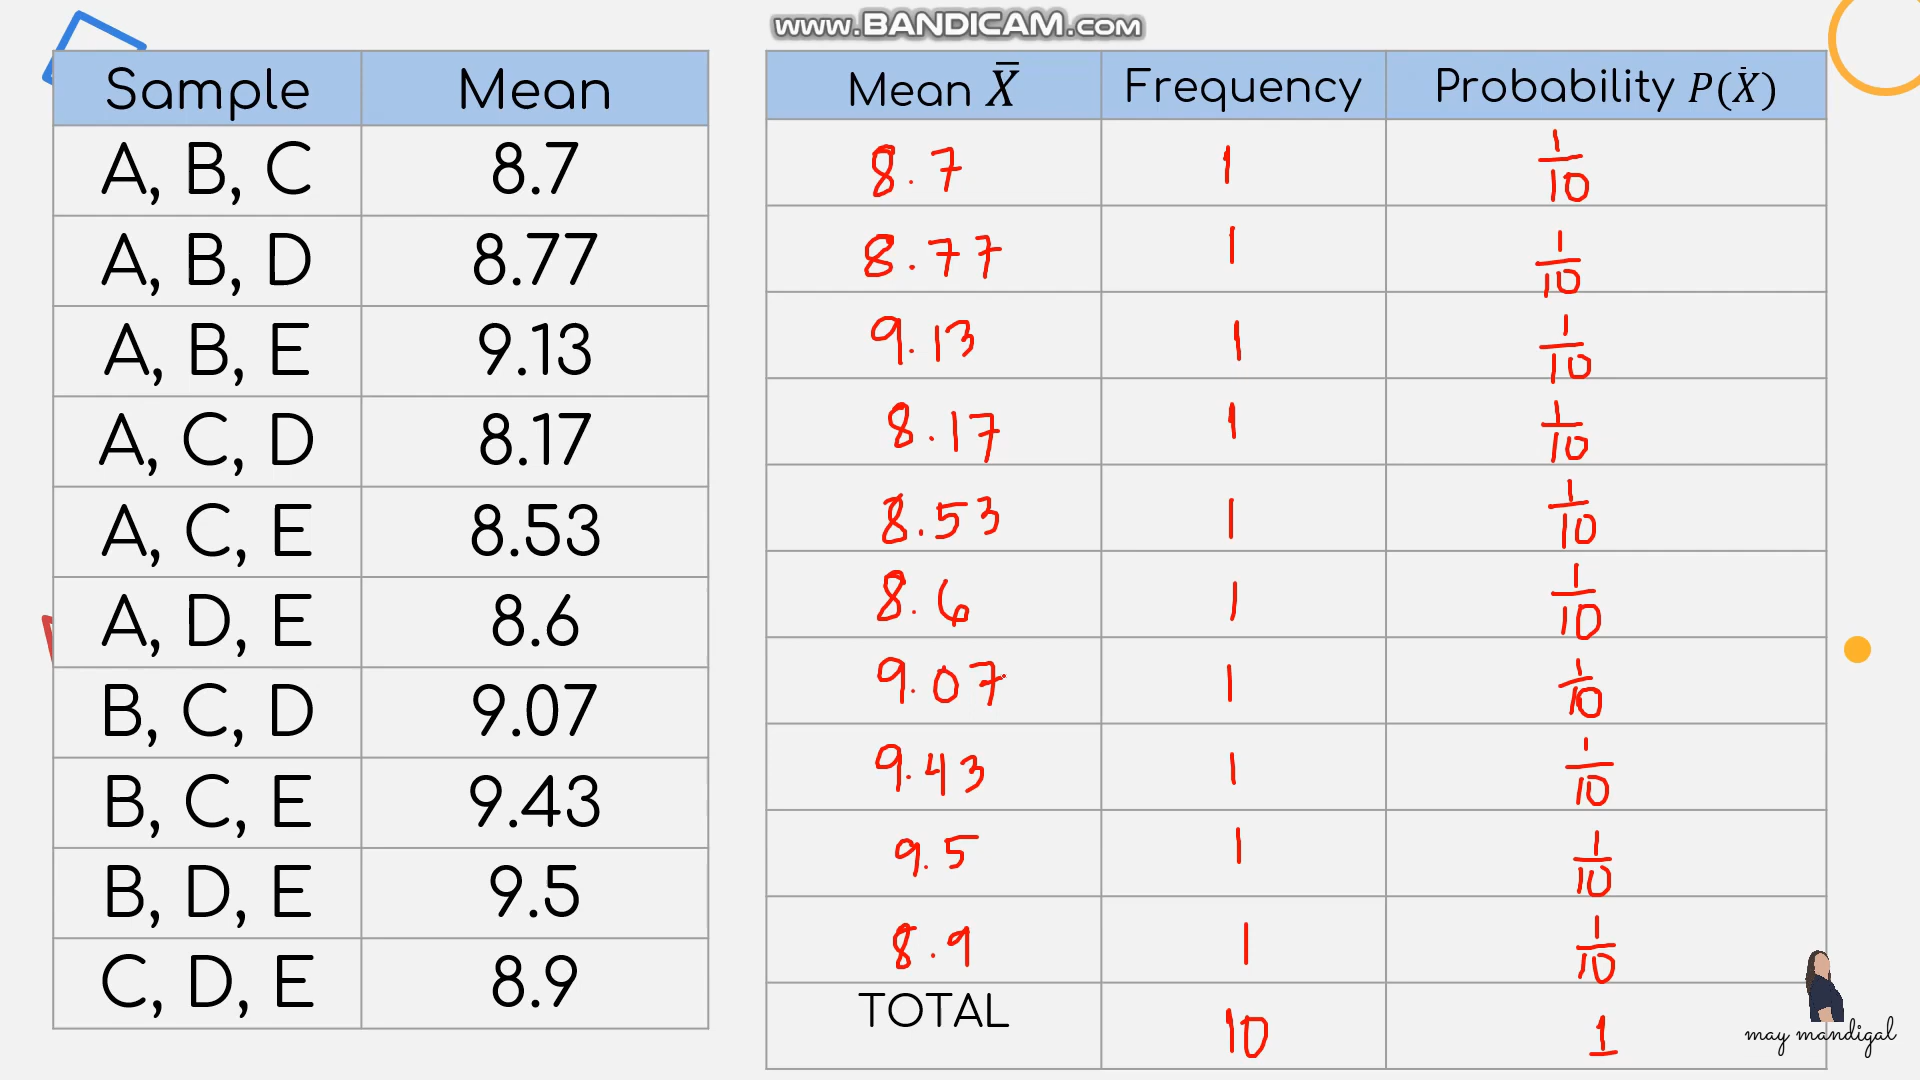 www.BANDICAM.com
Sample Mean
A, B, C 8.7
A, B, D 8.77
A, B, E 9.13
A, C, D 8.17
A, C, E 8.53
A, D, E 8.6
B, C, D 9.07
B, C, E 9.43
B, D, E 9.5
C, D, E 8.9
Mean X̅ Frequency Probability P(Ẋ)
8.7 1 1/10
8.77 1 1/10
9.13 1 1/10
8.17 1 1/10
8.53 1 1/10
8.6 1 1/10
9.07 1 1/10
9.43 1 1/10
9.5 1 1/10
8.9 1 1/10
TOTAL 10 1
may mandigal